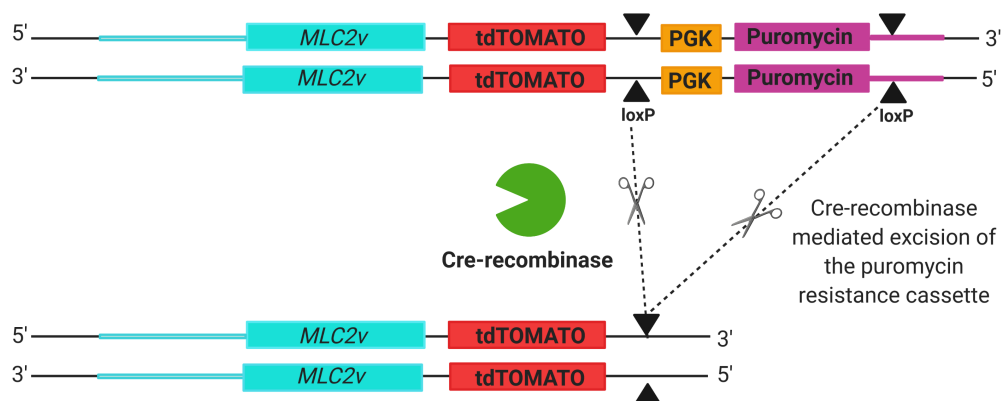 5' MLC2v tdTOMATO PGK Puromycin 3'
3' MLC2v tdTOMATO PGK Puromycin 5'
loxP loxP
Cre-recombinase
Cre-recombinase
mediated excision of
the puromycin
resistance cassette
5' MLC2v tdTOMATO 3'
3' MLC2v tdTOMATO 5'